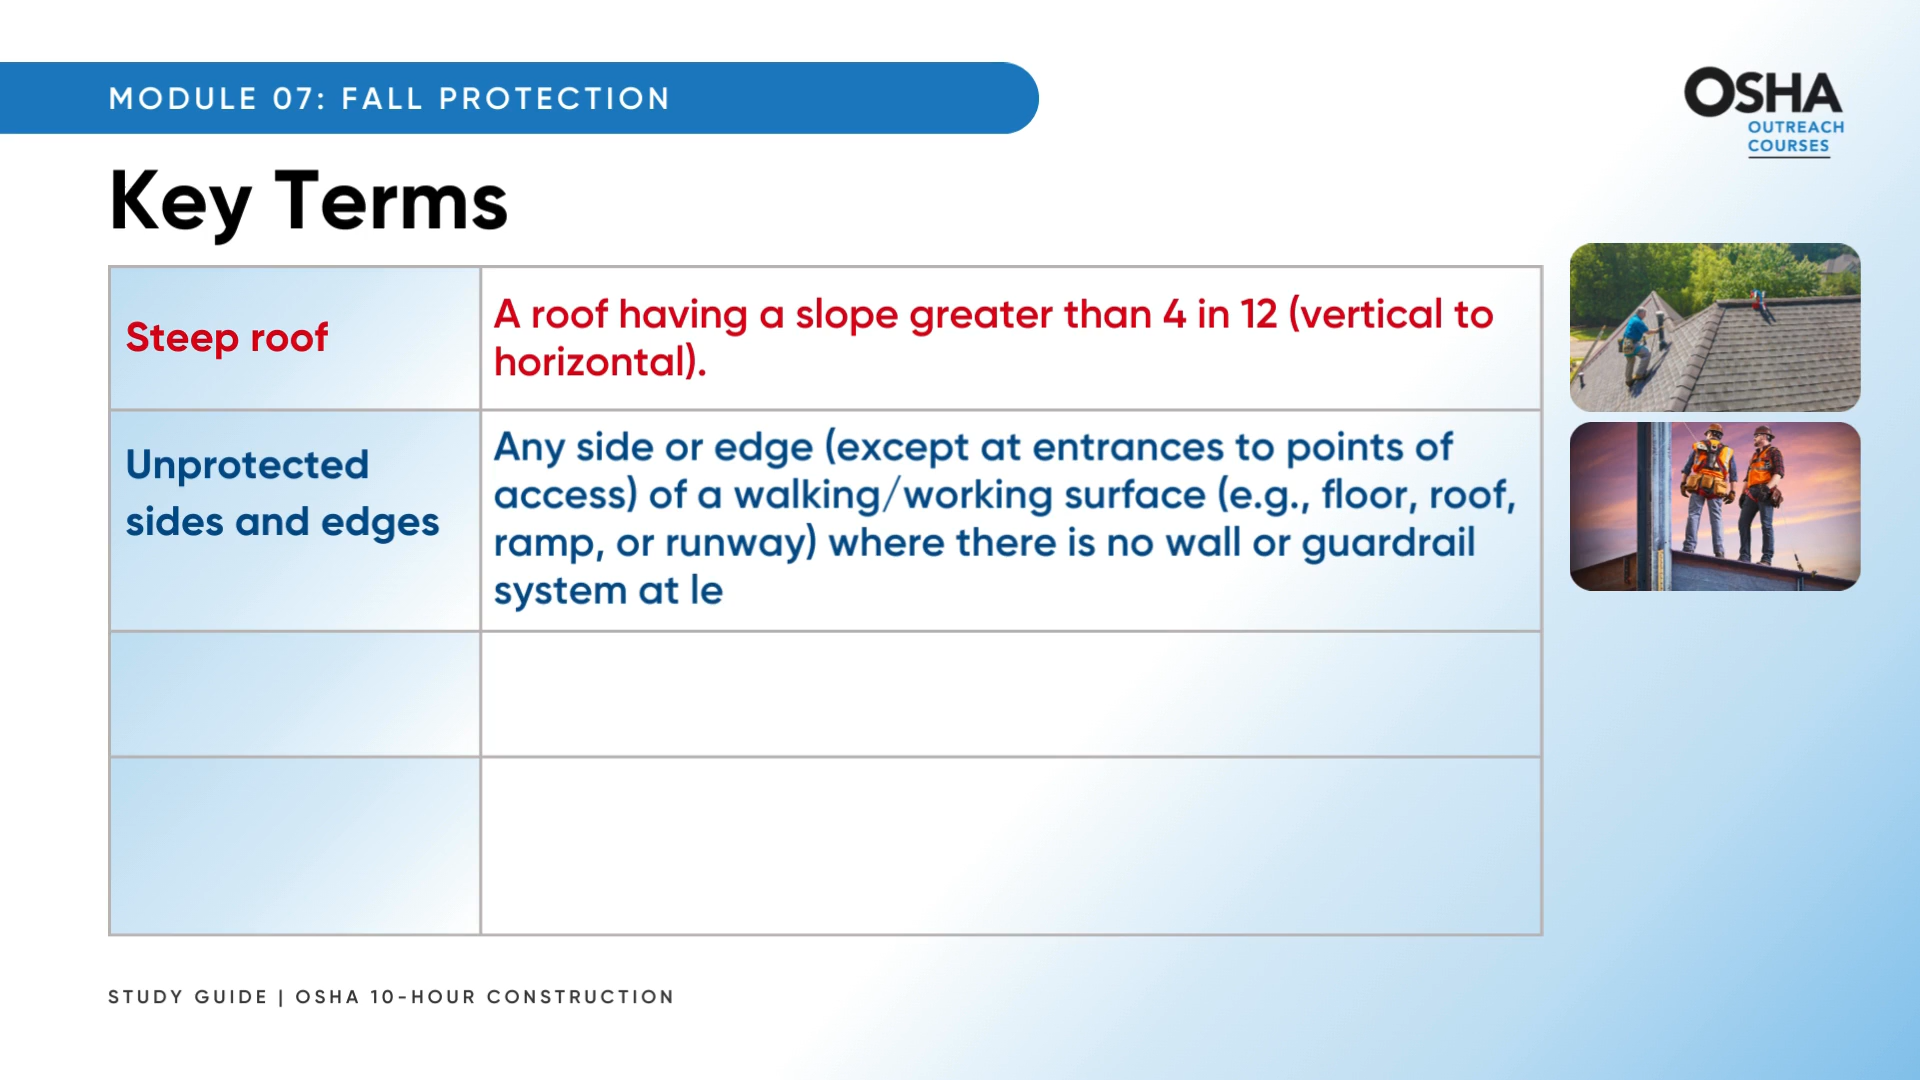 MODULE 07: FALL PROTECTION
OSHA
OUTREACH
COURSES
Key Terms
Steep roof
A roof having a slope greater than 4 in 12 (vertical to
horizontal).
Unprotected
sides and edges
Any side or edge (except at entrances to points of
access) of a walking/working surface (e.g., floor, roof,
ramp, or runway) where there is no wall or guardrail
system at le
STUDY GUIDE | OSHA 10-HOUR CONSTRUCTION